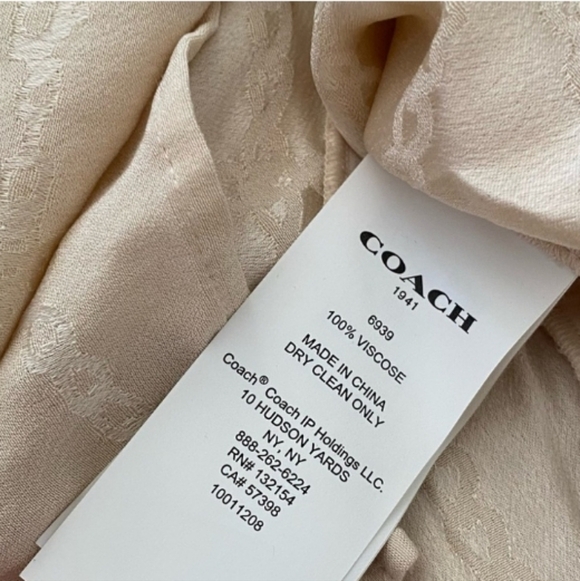 COACH
1941
6939
100% VISCOSE
MADE IN CHINA
DRY CLEAN ONLY
Coach® Coach IP Holdings LLC.
10 HUDSON YARDS
NY, NY
888-262-6224
RN# 132154
CA# 57398
10011208